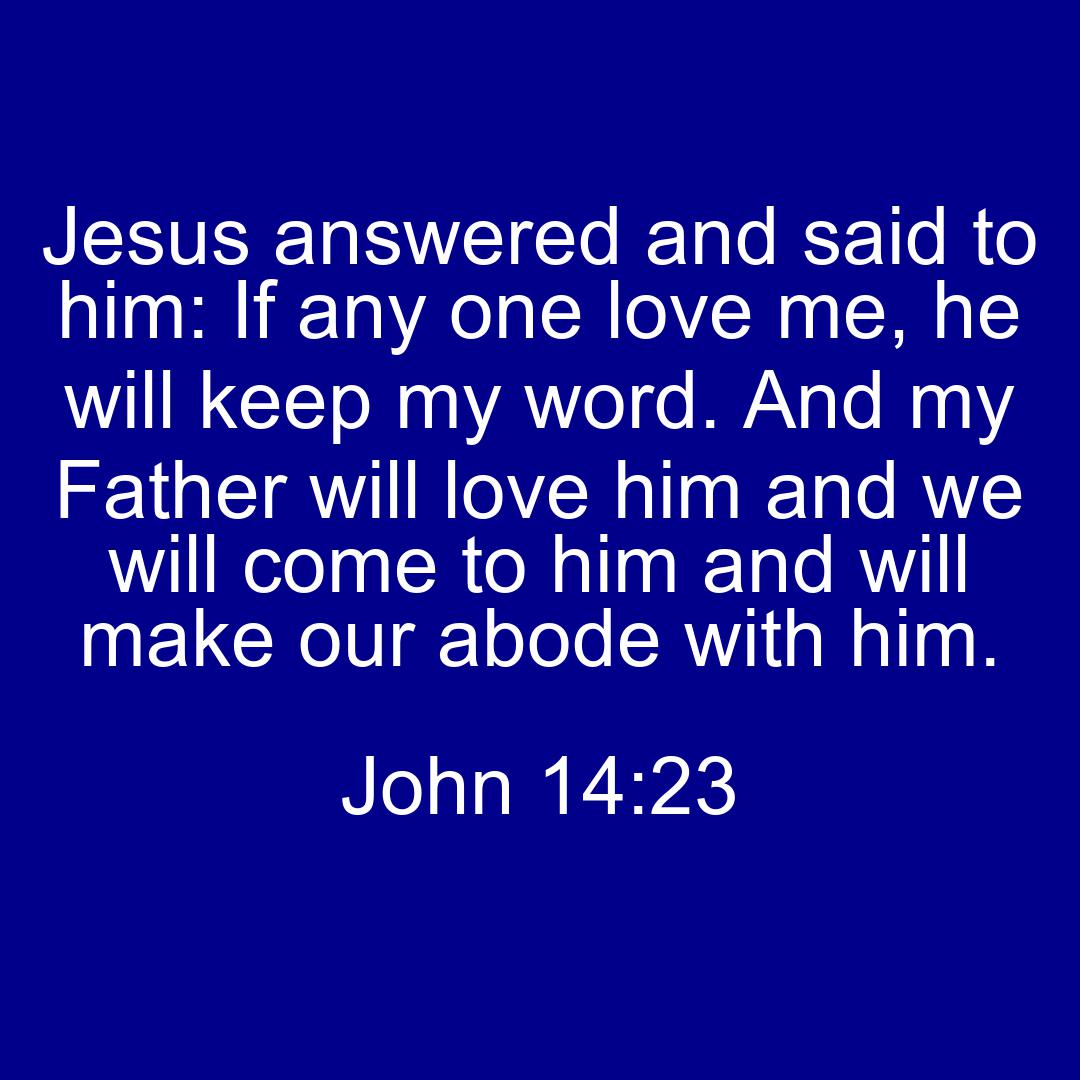 Jesus answered and said to
him: If any one love me, he
will keep my word. And my
Father will love him and we
will come to him and will
make our abode with him.
John 14:23